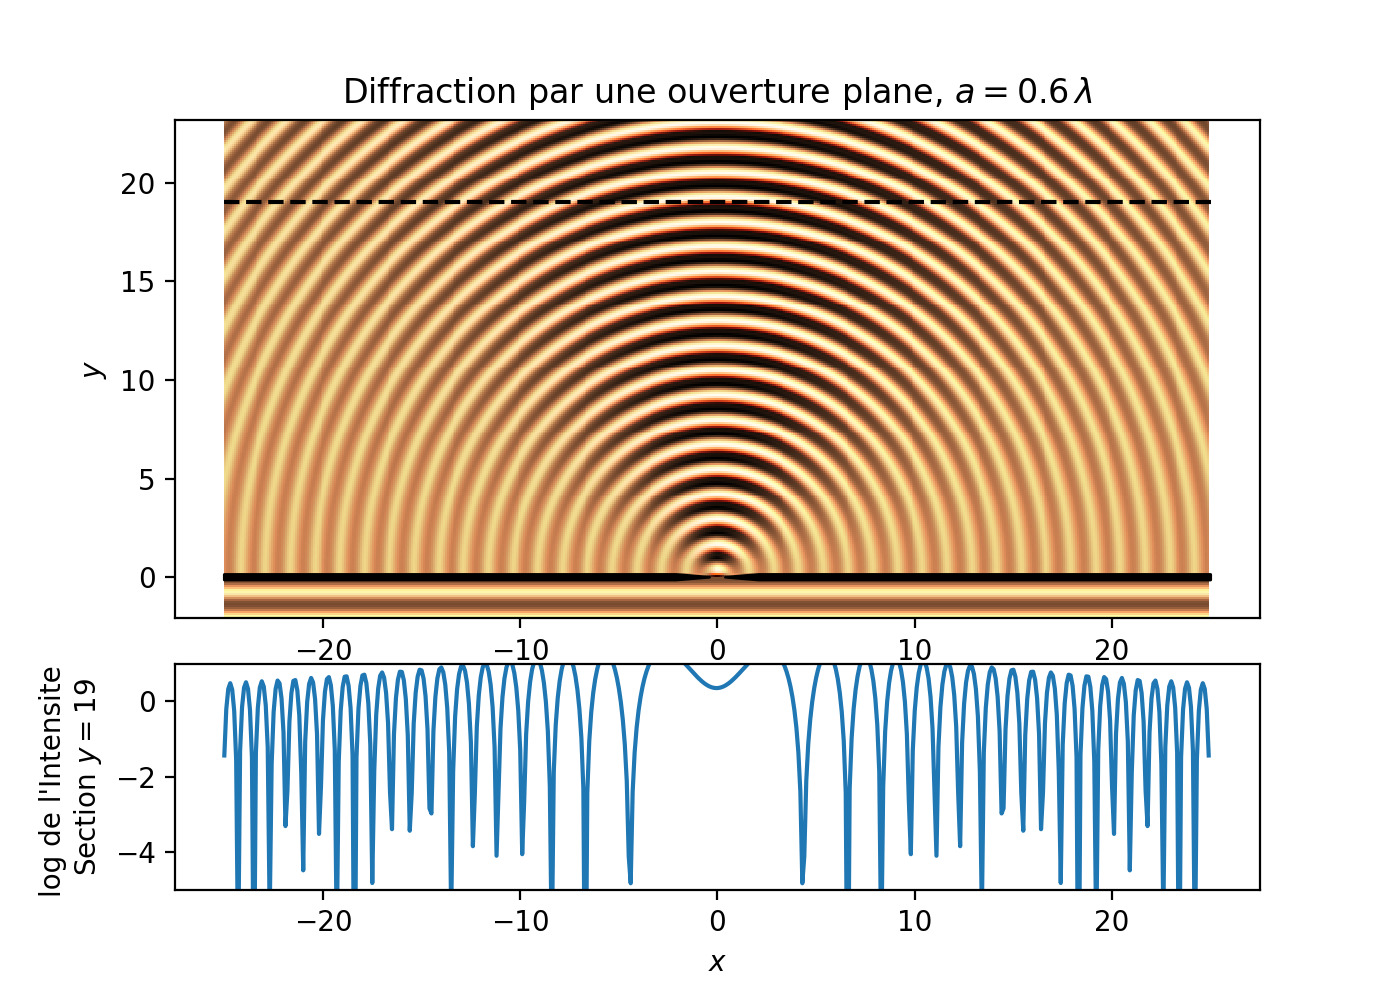 Diffraction par une ouverture plane, a = 0.6 λ
20
15
10
5
0
y
−20 −10 0 10 20
log de l'Intensite
Section y = 19
0
−2
−4
−20 −10 0 10 20
x